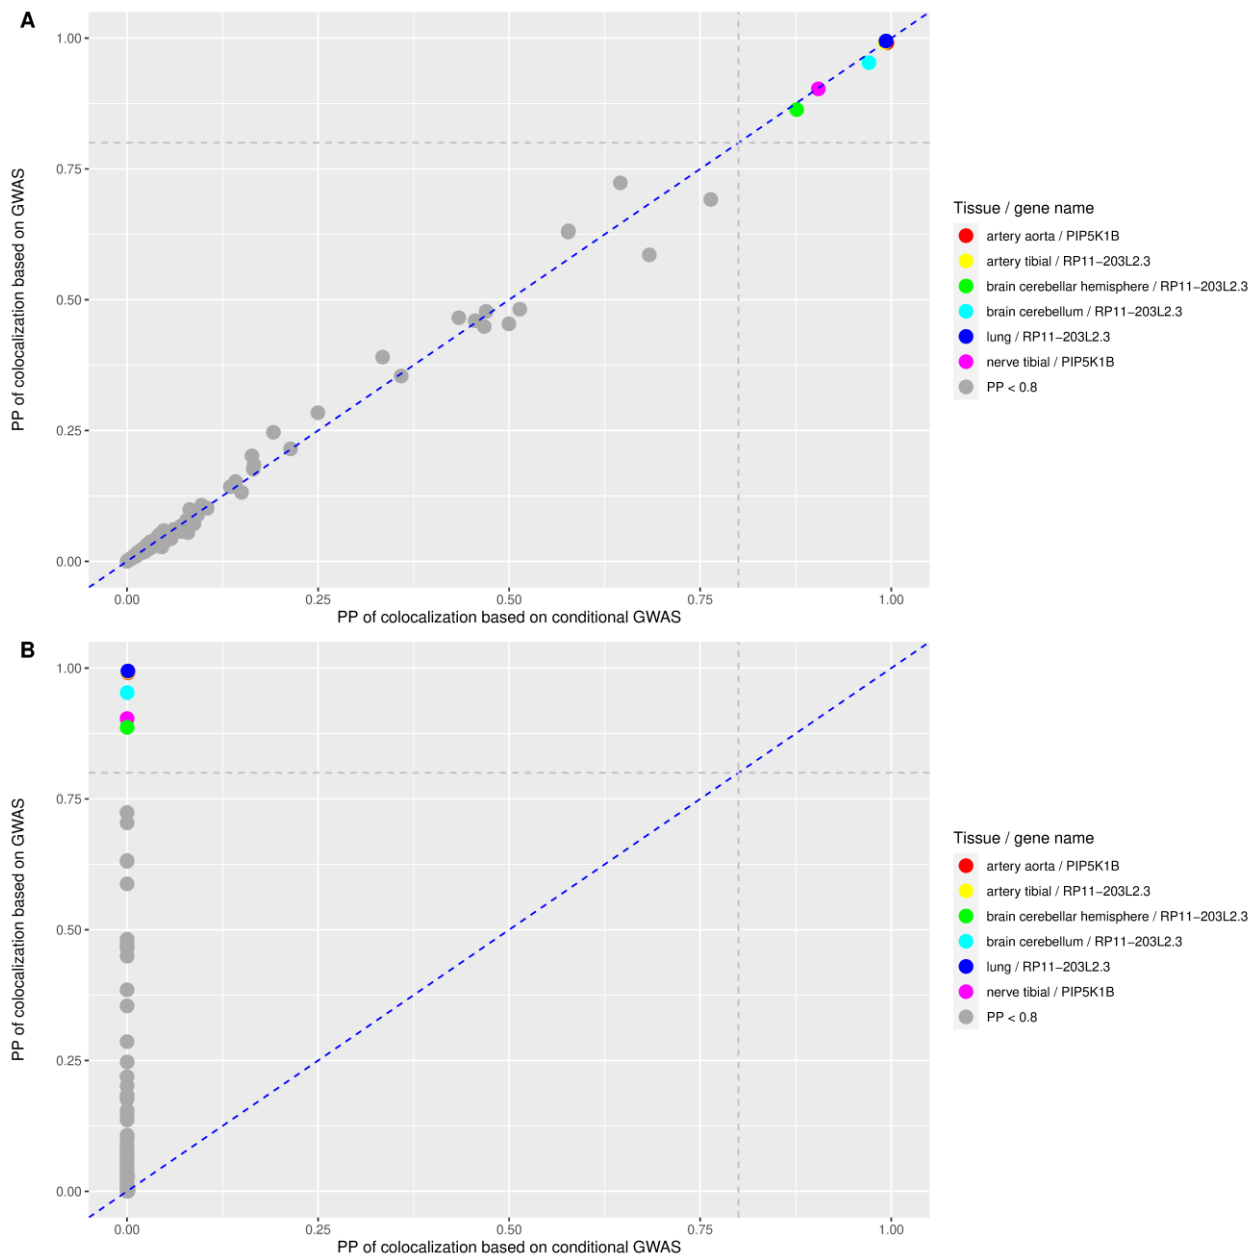 A
PP of colocalization based on GWAS
1.00
0.75
0.50
0.25
0.00
0.00 0.25 0.50 0.75 1.00
PP of colocalization based on conditional GWAS
Tissue / gene name
artery aorta / PIP5K1B
artery tibial / RP11−203L2.3
brain cerebellar hemisphere / RP11−203L2.3
brain cerebellum / RP11−203L2.3
lung / RP11−203L2.3
nerve tibial / PIP5K1B
PP < 0.8
B
PP of colocalization based on GWAS
1.00
0.75
0.50
0.25
0.00
0.00 0.25 0.50 0.75 1.00
PP of colocalization based on conditional GWAS
Tissue / gene name
artery aorta / PIP5K1B
artery tibial / RP11−203L2.3
brain cerebellar hemisphere / RP11−203L2.3
brain cerebellum / RP11−203L2.3
lung / RP11−203L2.3
nerve tibial / PIP5K1B
PP < 0.8